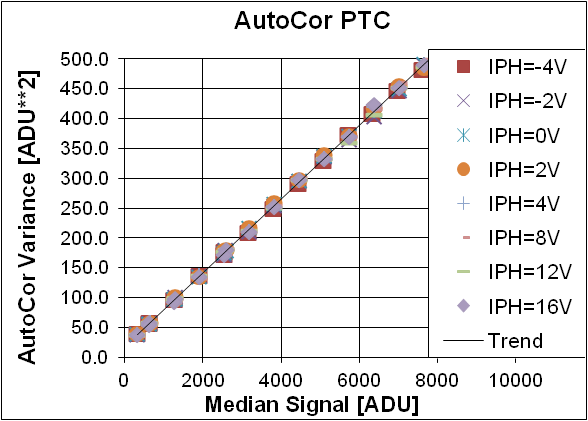 AutoCor PTC
AutoCor Variance [ADU**2]
500.0
450.0
400.0
350.0
300.0
250.0
200.0
150.0
100.0
50.0
0.0
0 2000 4000 6000 8000 10000
Median Signal [ADU]
IPH=-4V
IPH=-2V
IPH=0V
IPH=2V
IPH=4V
IPH=8V
IPH=12V
IPH=16V
Trend